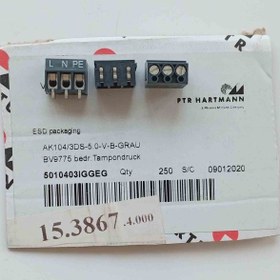 L N PE
PTR HARTMANN
ESD packaging
AK104/3DS-5.0-V-B-GRAU
BV9775 bedr Tampondruck
5010403IGGEG Qty 250 S/C 09012020
15.3867.4.000